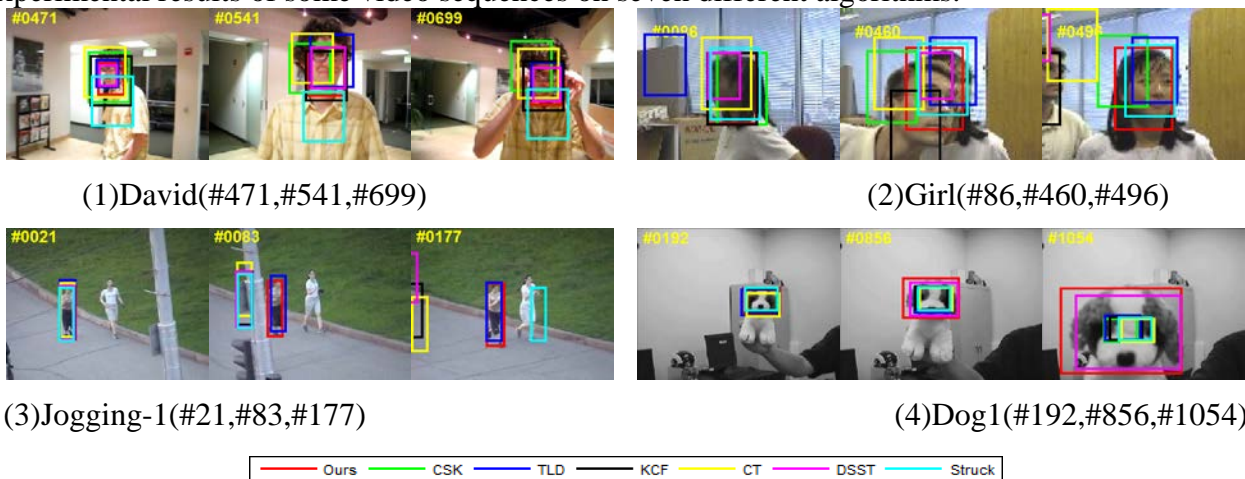 experimental results of some video sequences on seven different algorithms.
#0471 #0541 #0699
#0460 #0496
(1)David(#471,#541,#699)
(2)Girl(#86,#460,#496)
#0021 #0083 #0177
#0192 #0856 #1054
(3)Jogging-1(#21,#83,#177)
(4)Dog1(#192,#856,#1054)
Ours CSK TLD KCF CT DSST Struck